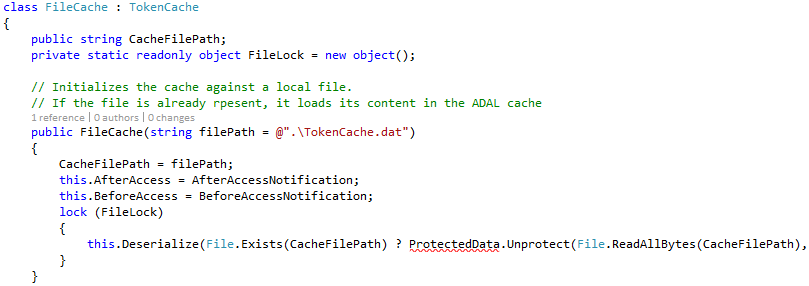 class FileCache : TokenCache
{
    public string CacheFilePath;
    private static readonly object FileLock = new object();

    // Initializes the cache against a local file.
    // If the file is already rpesent, it loads its content in the ADAL cache
    1 reference | 0 authors | 0 changes
    public FileCache(string filePath = @".\TokenCache.dat")
    {
        CacheFilePath = filePath;
        this.AfterAccess = AfterAccessNotification;
        this.BeforeAccess = BeforeAccessNotification;
        lock (FileLock)
        {
            this.Deserialize(File.Exists(CacheFilePath) ? ProtectedData.Unprotect(File.ReadAllBytes(CacheFilePath),
        }
    }